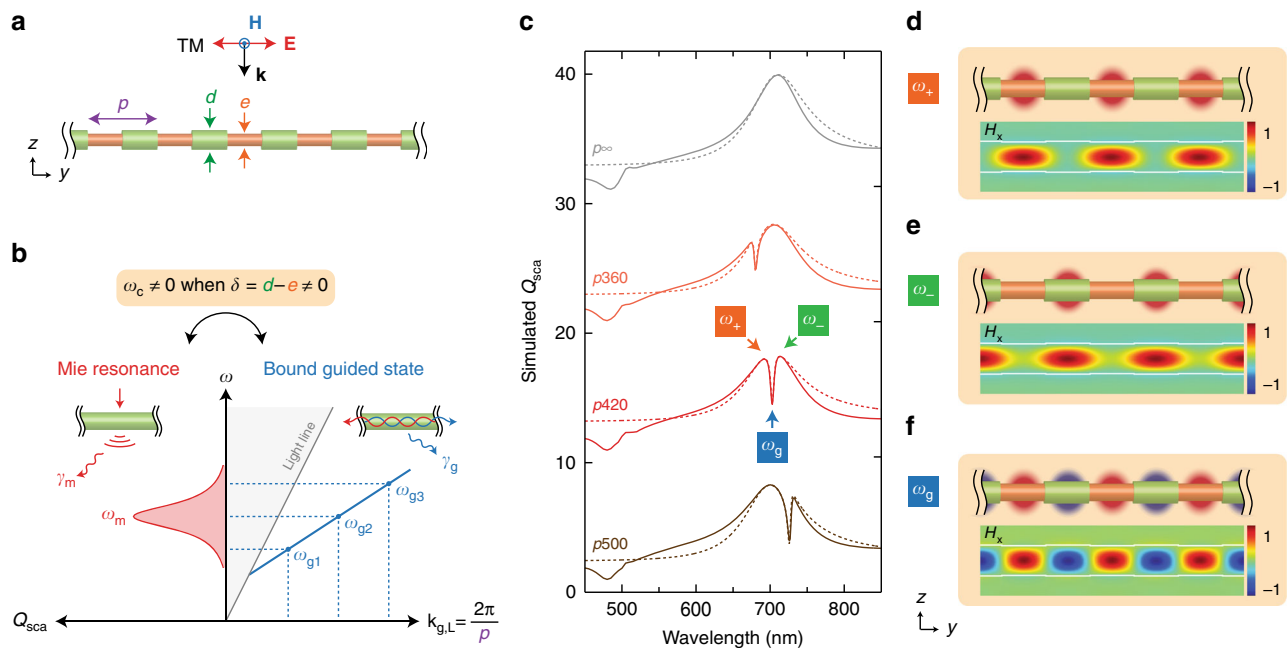 a
H
TM
E
k
p
d
e
z
y
b
ω_c ≠ 0 when δ = d – e ≠ 0
Mie resonance
ω
Bound guided state
Light line
γ_m
γ_g
ω_m
ω_g3
ω_g2
ω_g1
Q_sca
k_g,L = 2π/p
c
Simulated Q_sca
40
30
20
10
0
p∞
p360
p420
p500
ω_+
ω_–
ω_g
500
600
700
800
Wavelength (nm)
d
ω_+
H_x
1
–1
e
ω_–
H_x
1
–1
f
ω_g
H_x
1
–1
z
y